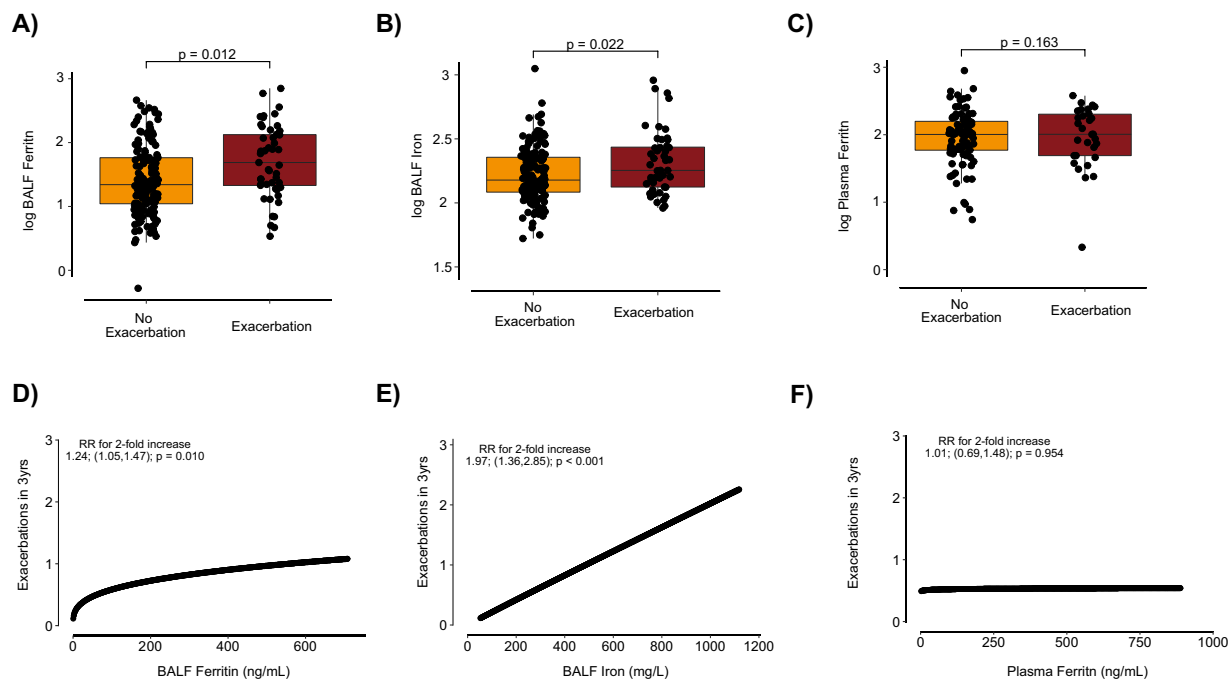 A)
p = 0.012
log BALF Ferritn
3
2
1
0
No
Exacerbation
Exacerbation
B)
p = 0.022
log BALF Iron
3
2.5
2
1.5
No
Exacerbation
Exacerbation
C)
p = 0.163
log Plasma Ferritn
3
2
1
0
No
Exacerbation
Exacerbation
D)
RR for 2-fold increase
1.24; (1.05,1.47); p = 0.010
Exacerbations in 3yrs
3
2
1
0
0
200
400
600
BALF Ferritin (ng/mL)
E)
RR for 2-fold increase
1.97; (1.36,2.85); p < 0.001
Exacerbations in 3yrs
3
2
1
0
0
200
400
600
800
1000
1200
BALF Iron (mg/L)
F)
RR for 2-fold increase
1.01; (0.69,1.48); p = 0.954
Exacerbations in 3yrs
3
2
1
0
0
250
500
750
1000
Plasma Ferritn (ng/mL)